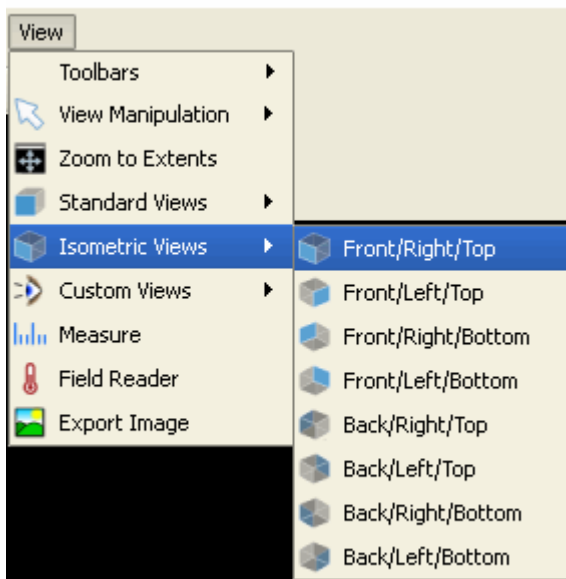 View
Toolbars
View Manipulation
Zoom to Extents
Standard Views
Isometric Views
Custom Views
Measure
Field Reader
Export Image
Front/Right/Top
Front/Left/Top
Front/Right/Bottom
Front/Left/Bottom
Back/Right/Top
Back/Left/Top
Back/Right/Bottom
Back/Left/Bottom